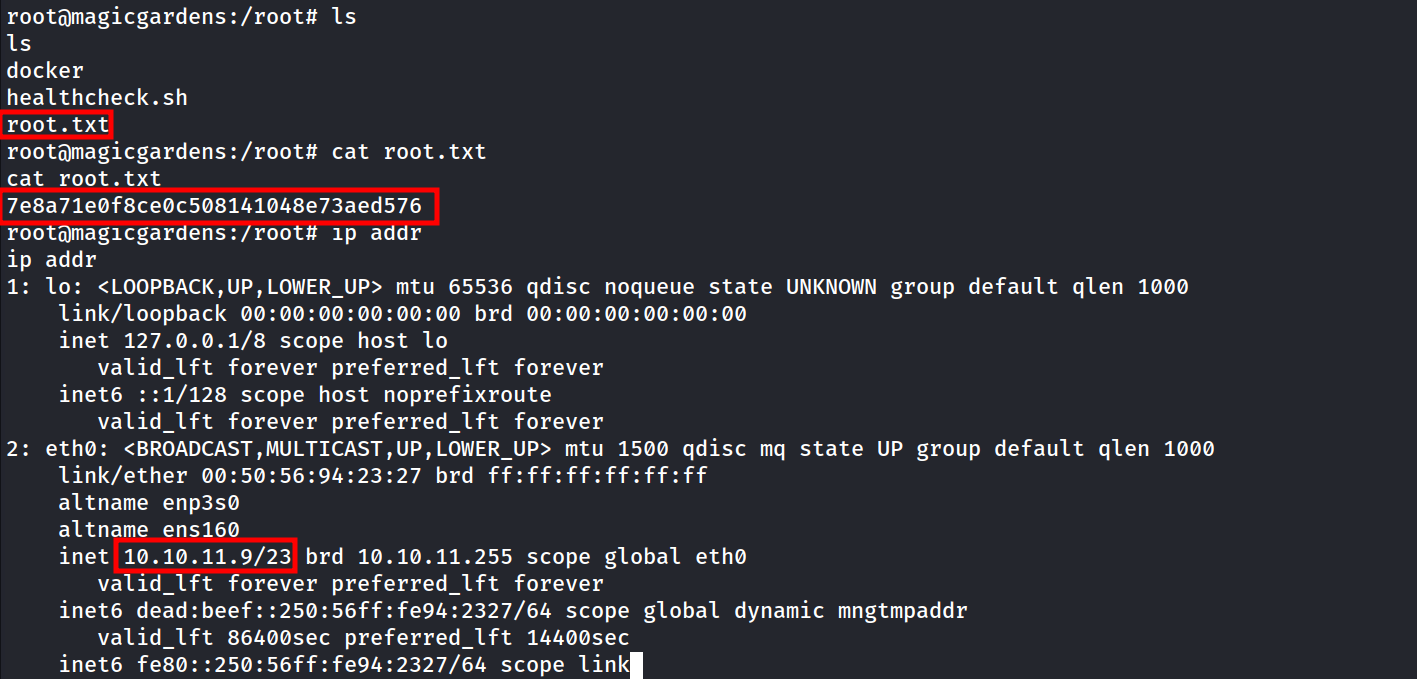 root@magicgardens:/root# ls
ls
docker
healthcheck.sh
root.txt
root@magicgardens:/root# cat root.txt
cat root.txt
7e8a71e0f8ce0c508141048e73aed576
root@magicgardens:/root# ip addr
ip addr
1: lo: <LOOPBACK,UP,LOWER_UP> mtu 65536 qdisc noqueue state UNKNOWN group default qlen 1000
    link/loopback 00:00:00:00:00:00 brd 00:00:00:00:00:00
    inet 127.0.0.1/8 scope host lo
       valid_lft forever preferred_lft forever
    inet6 ::1/128 scope host noprefixroute
       valid_lft forever preferred_lft forever
2: eth0: <BROADCAST,MULTICAST,UP,LOWER_UP> mtu 1500 qdisc mq state UP group default qlen 1000
    link/ether 00:50:56:94:23:27 brd ff:ff:ff:ff:ff:ff
    altname enp3s0
    altname ens160
    inet 10.10.11.9/23 brd 10.10.11.255 scope global eth0
       valid_lft forever preferred_lft forever
    inet6 dead:beef::250:56ff:fe94:2327/64 scope global dynamic mngtmpaddr
       valid_lft 86400sec preferred_lft 14400sec
    inet6 fe80::250:56ff:fe94:2327/64 scope link